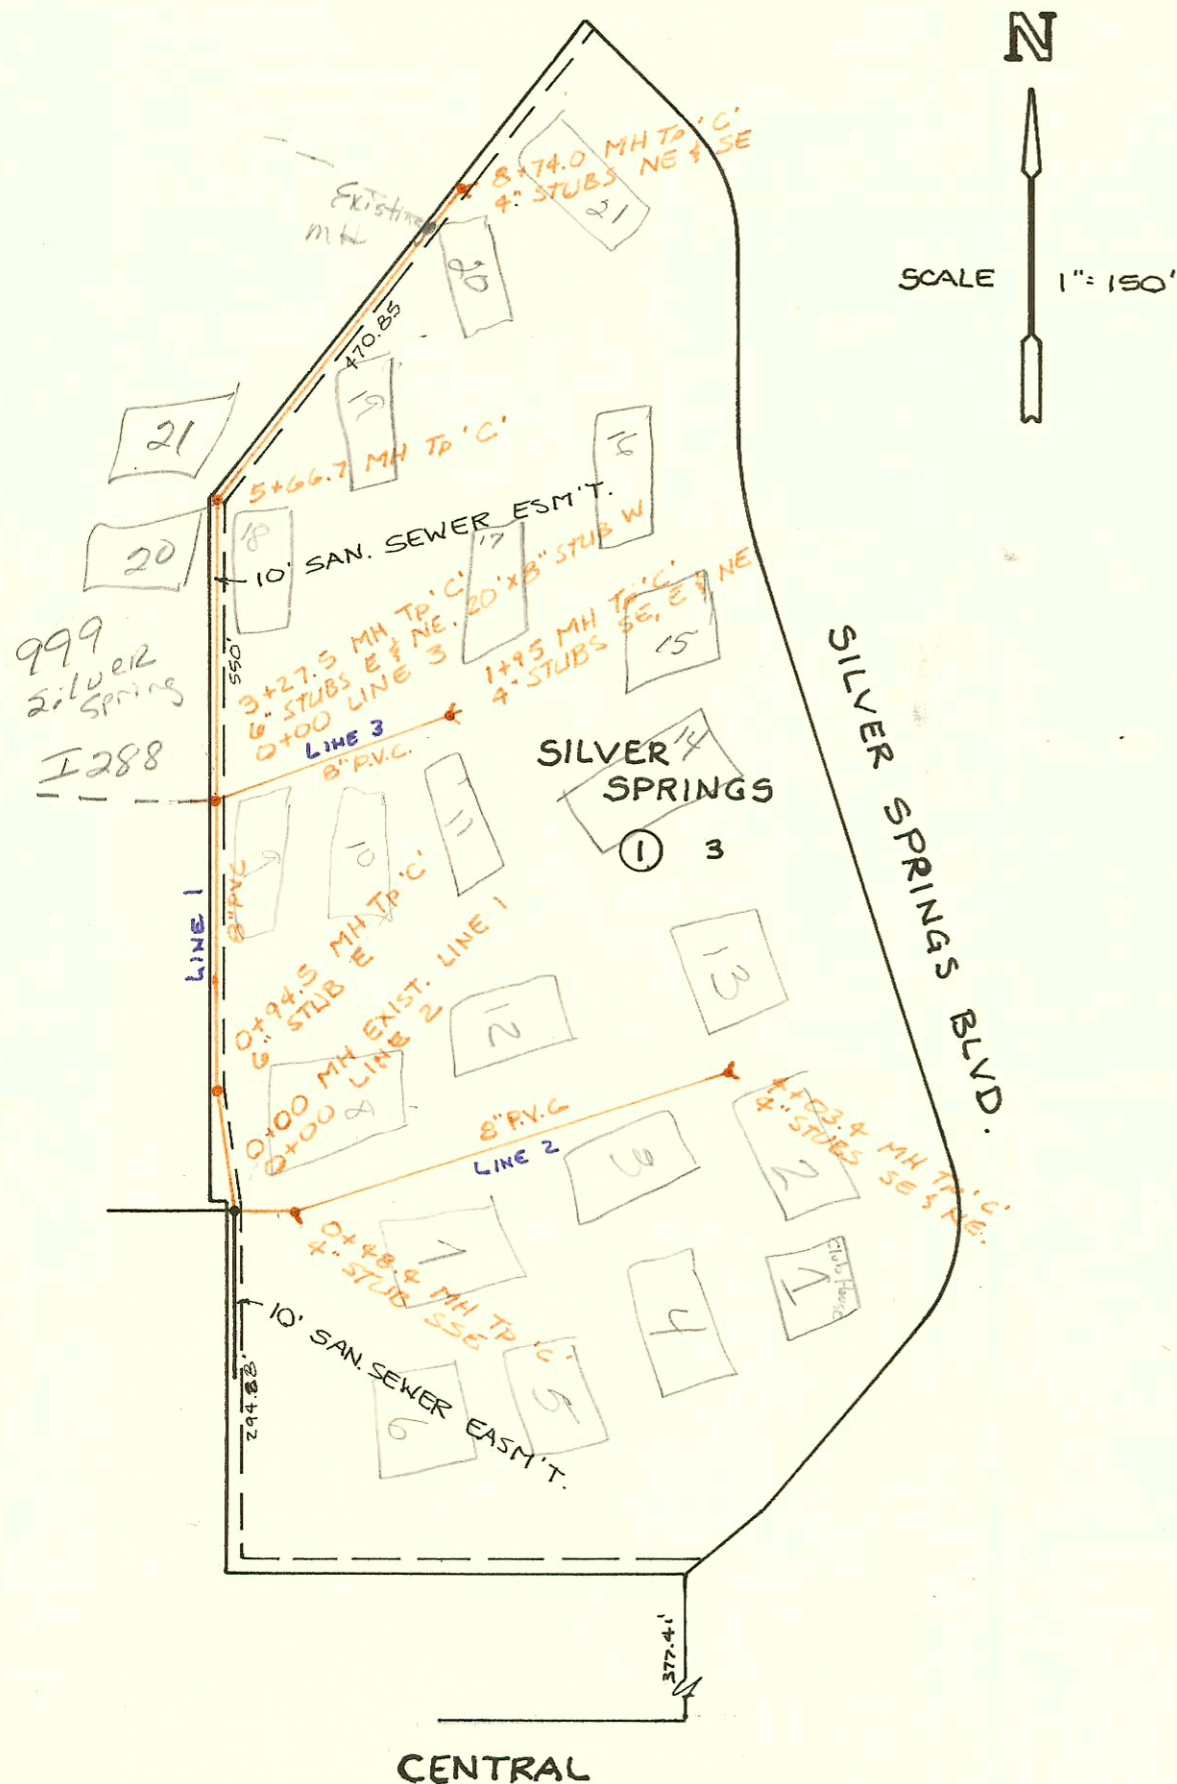 N
SCALE 1"= 150'
8+74.0 MH TP 'C'
4" STUBS NE & SE
21
Existing
MH
20
470.85
19
21
5+66.7 MH TP 'C'
16
20
18
10' SAN. SEWER ESM'T.
17
999
Silver
Spring
I288
550'
3+27.5 MH TP 'C'
6" STUBS E & NE. 20'x8" STUB W
0+00 LINE 3
1+95 MH TP 'C'
4" STUBS SE, E & NE
15
LINE 3
8" P.V.C.
SILVER
SPRINGS
14
1 3
SILVER SPRINGS BLVD.
9
10
11
LINE 1
8" PVC
0+94.5 MH TP 'C'
6" STUB E
13
12
0+00 MH EXIST. LINE 1
0+00 LINE 2
8
8" P.V.C
LINE 2
3
2
4+03.4 MH TP 'C'
4" STUBS SE & NE.
0+48.4 MH TP 'C'
4" STUB SSE
7
4
1
Club House
10' SAN. SEWER EASM'T.
294.88'
6
5
377.41'
CENTRAL